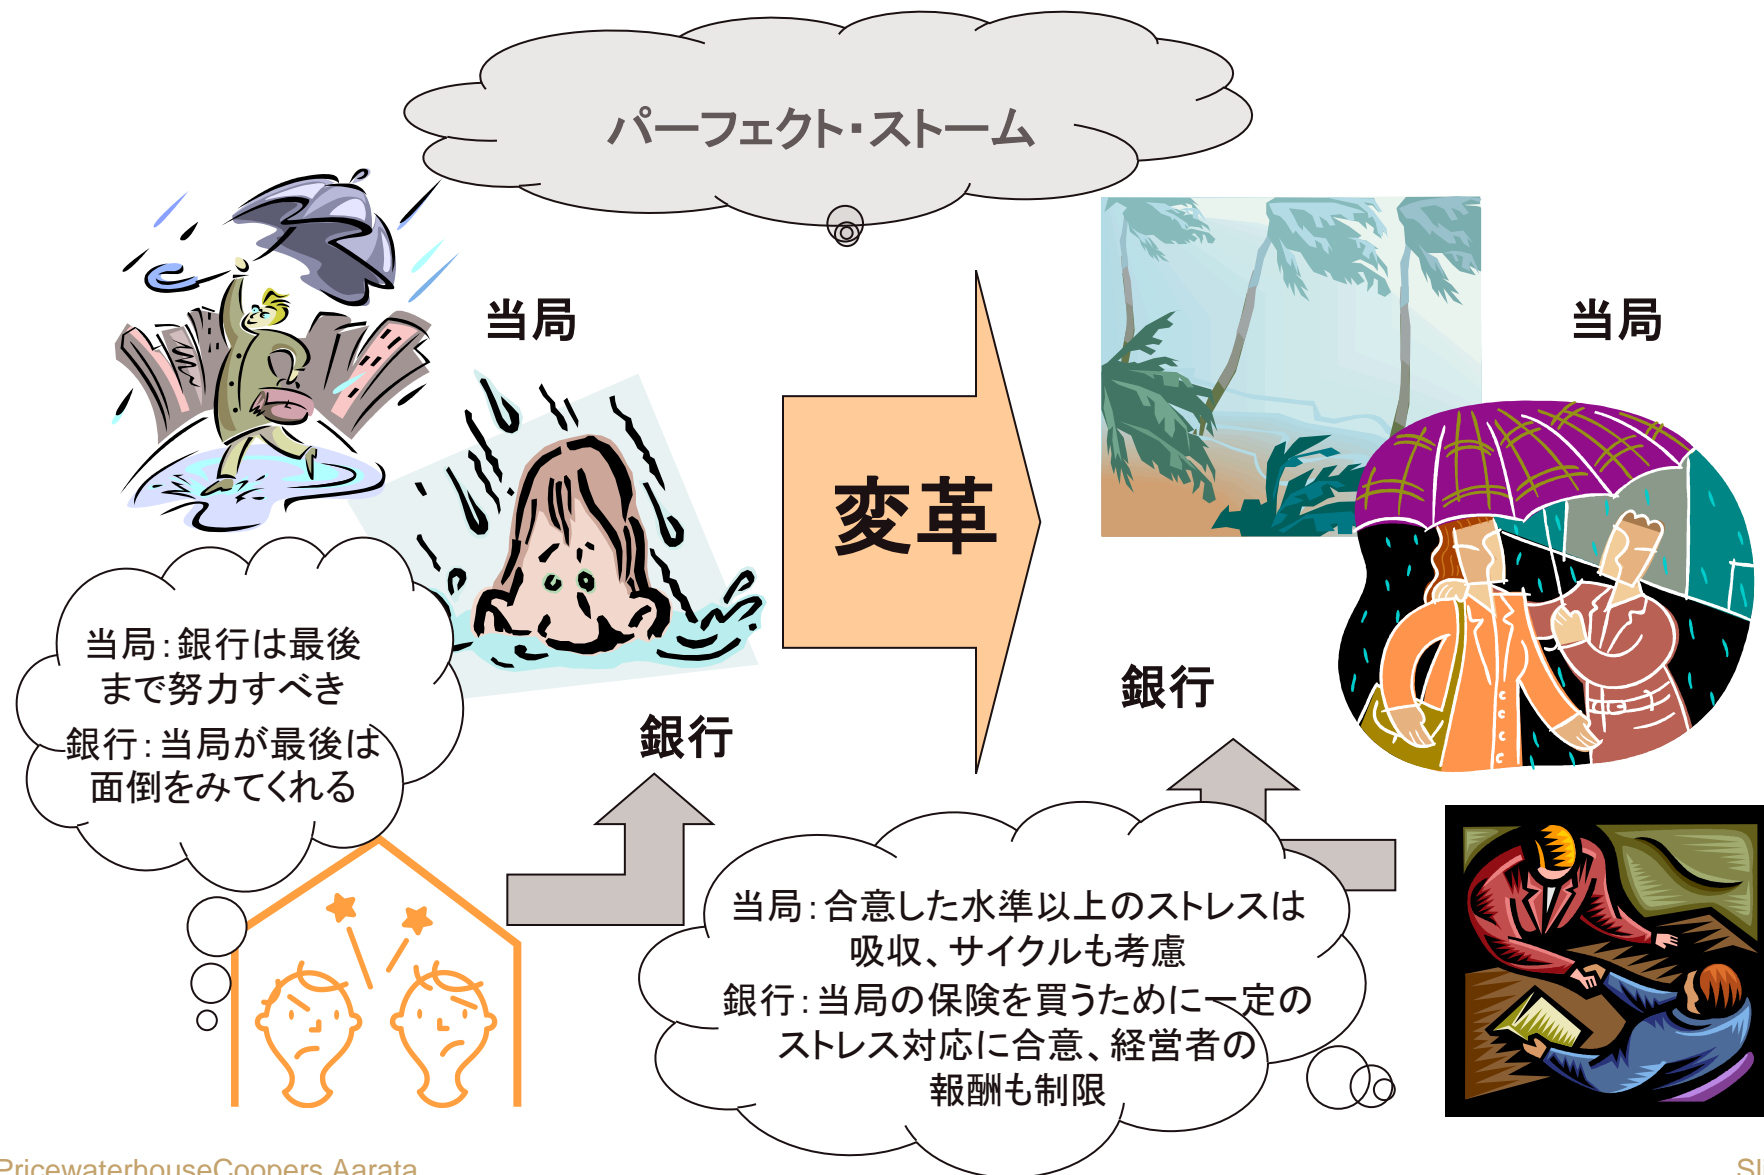 パーフェクト・ストーム
当局
当局
変革
銀行
銀行
当局：銀行は最後
まで努力すべき
銀行：当局が最後は
面倒をみてくれる
当局：合意した水準以上のストレスは
吸収、サイクルも考慮
銀行：当局の保険を買うために一定の
ストレス対応に合意、経営者の
報酬も制限
PricewaterhouseCoopers Aarata